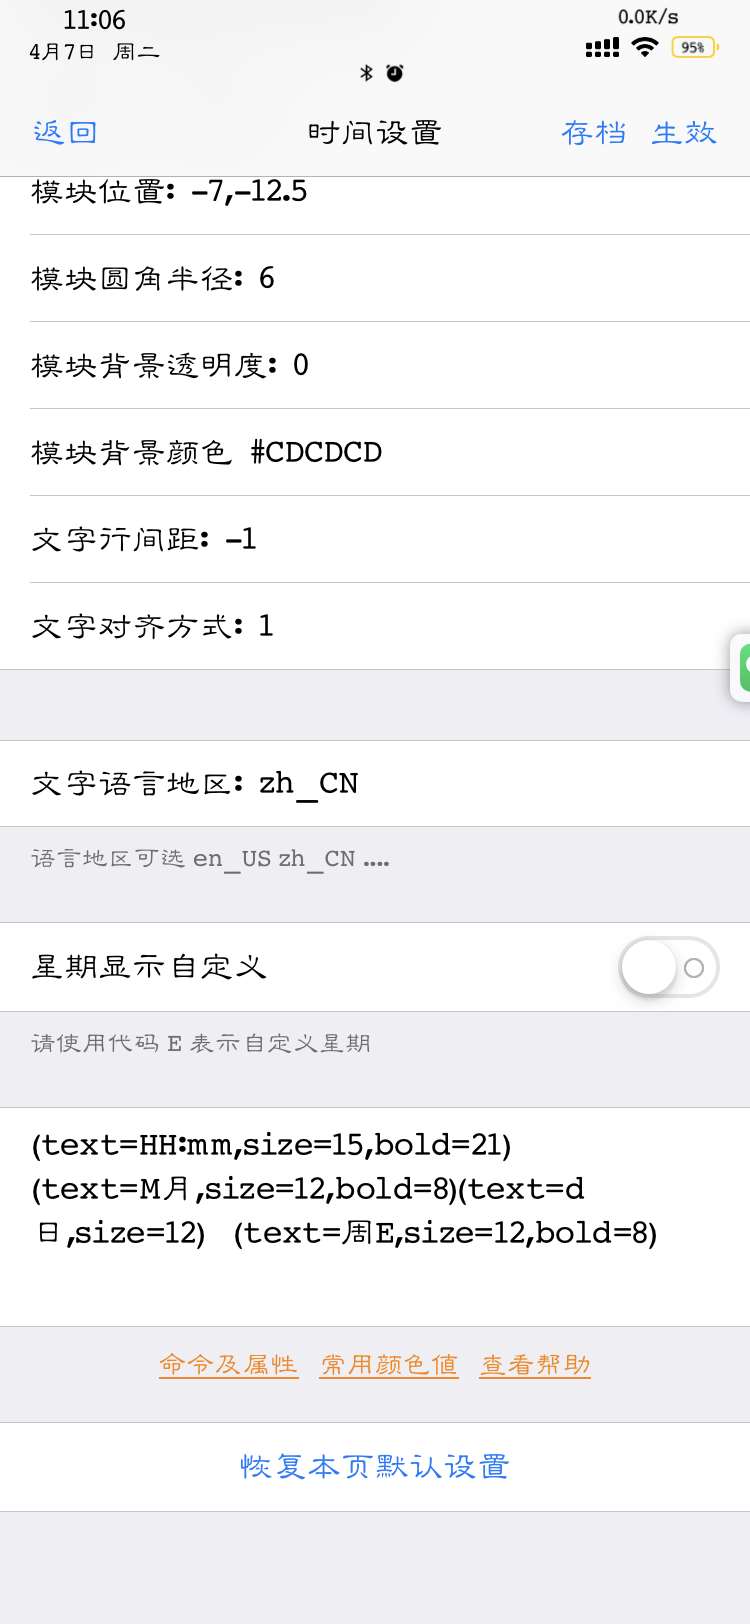 11:06
0.0K/s
4月7日 周二
95%
返回
时间设置
存档 生效
模块位置: -7,-12.5
模块圆角半径: 6
模块背景透明度: 0
模块背景颜色 #CDCDCD
文字行间距: -1
文字对齐方式: 1
文字语言地区: zh_CN
语言地区可选 en_US zh_CN ....
星期显示自定义
请使用代码 E 表示自定义星期
(text=HH:mm,size=15,bold=21)
(text=M月,size=12,bold=8)(text=d
日,size=12) (text=周E,size=12,bold=8)
命令及属性 常用颜色值 查看帮助
恢复本页默认设置